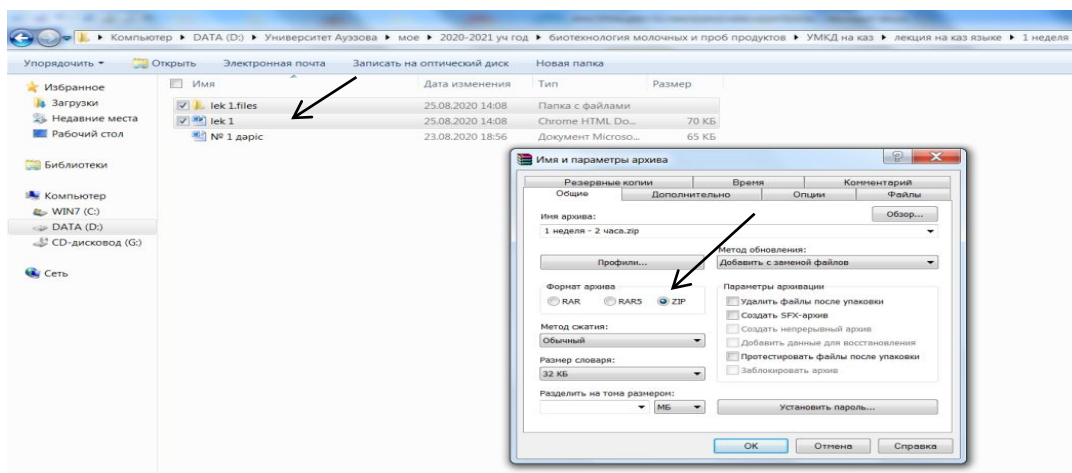 Компьютер ▸ DATA (D:) ▸ Университет Ауэзова ▸ мое ▸ 2020-2021 уч год ▸ биотехнология молочных и проб продуктов ▸ УМКД на каз ▸ лекция на каз языке ▸ 1 неделя
Упорядочить Открыть Электронная почта Записать на оптический диск Новая папка
Избранное
Загрузки
Недавние места
Рабочий стол
Библиотеки
Компьютер
WIN7 (C:)
DATA (D:)
CD-дисковод (G:)
Сеть
Имя Дата изменения Тип Размер
lek 1.files 25.08.2020 14:08 Папка с файлами
lek 1 25.08.2020 14:08 Chrome HTML Do... 70 КБ
№ 1 дәріс 23.08.2020 18:56 Документ Microso... 65 КБ
Имя и параметры архива
Резервные копии Время Комментарий
Общие Дополнительно Опции Файлы
Имя архива:
Обзор...
1 неделя - 2 часа.zip
Профили...
Метод обновления:
Добавить с заменой файлов
Формат архива
RAR RAR5 ZIP
Метод сжатия:
Обычный
Размер словаря:
32 КБ
Разделить на тома размером:
МБ
Параметры архивации
Удалить файлы после упаковки
Создать SFX-архив
Создать непрерывный архив
Добавить данные для восстановления
Протестировать файлы после упаковки
Заблокировать архив
Установить пароль...
OK Отмена Справка